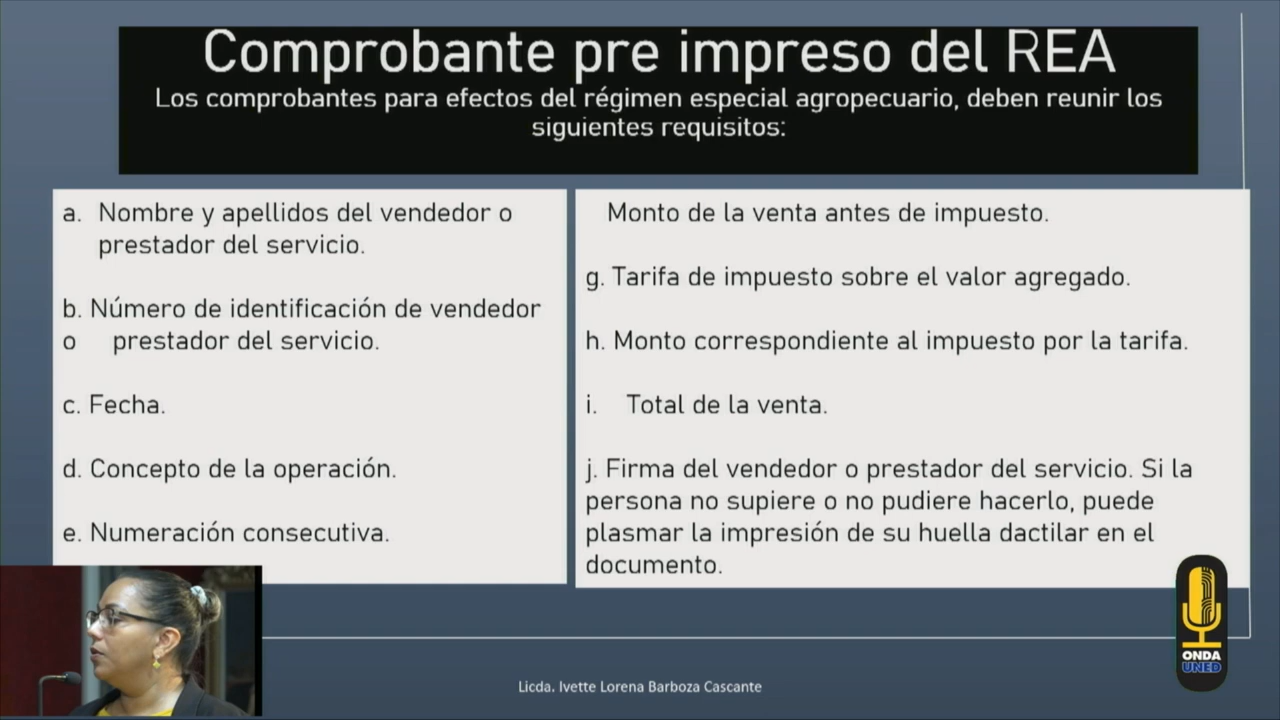 Comprobante pre impreso del REA
Los comprobantes para efectos del régimen especial agropecuario, deben reunir los
siguientes requisitos:
a. Nombre y apellidos del vendedor o
prestador del servicio.
b. Número de identificación de vendedor
o prestador del servicio.
c. Fecha.
d. Concepto de la operación.
e. Numeración consecutiva.
Monto de la venta antes de impuesto.
g. Tarifa de impuesto sobre el valor agregado.
h. Monto correspondiente al impuesto por la tarifa.
i. Total de la venta.
j. Firma del vendedor o prestador del servicio. Si la
persona no supiere o no pudiere hacerlo, puede
plasmar la impresión de su huella dactilar en el
documento.
ONDA
UNED
Licda. Ivette Lorena Barboza Cascante